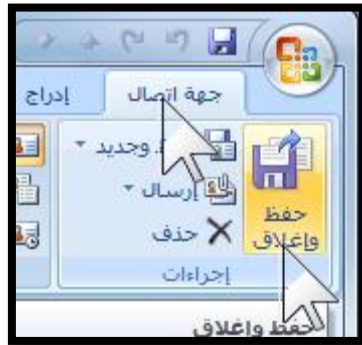 جهة اتصال
إدراج
حفظ وإغلاق
وجديد
إرسال
حذف
إجراءات
حفظ وإغلاق